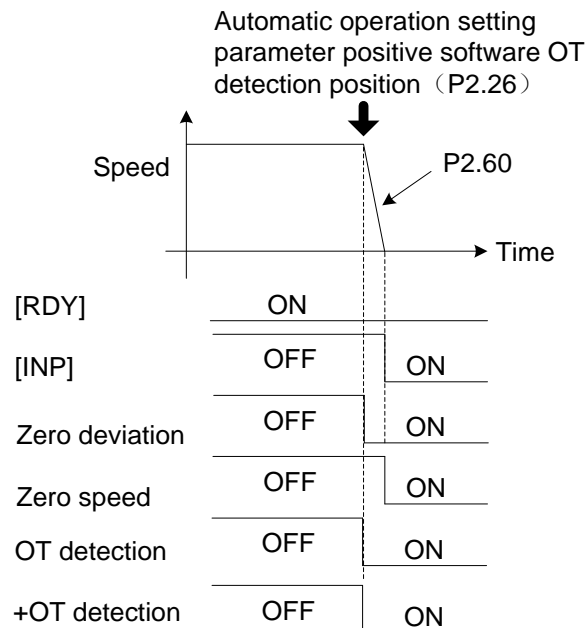 Automatic operation setting
parameter positive software OT
detection position（P2.26）
Speed
P2.60
Time
[RDY]
ON
[INP]
OFF
ON
Zero deviation
OFF
ON
Zero speed
OFF
ON
OT detection
OFF
ON
+OT detection
OFF
ON